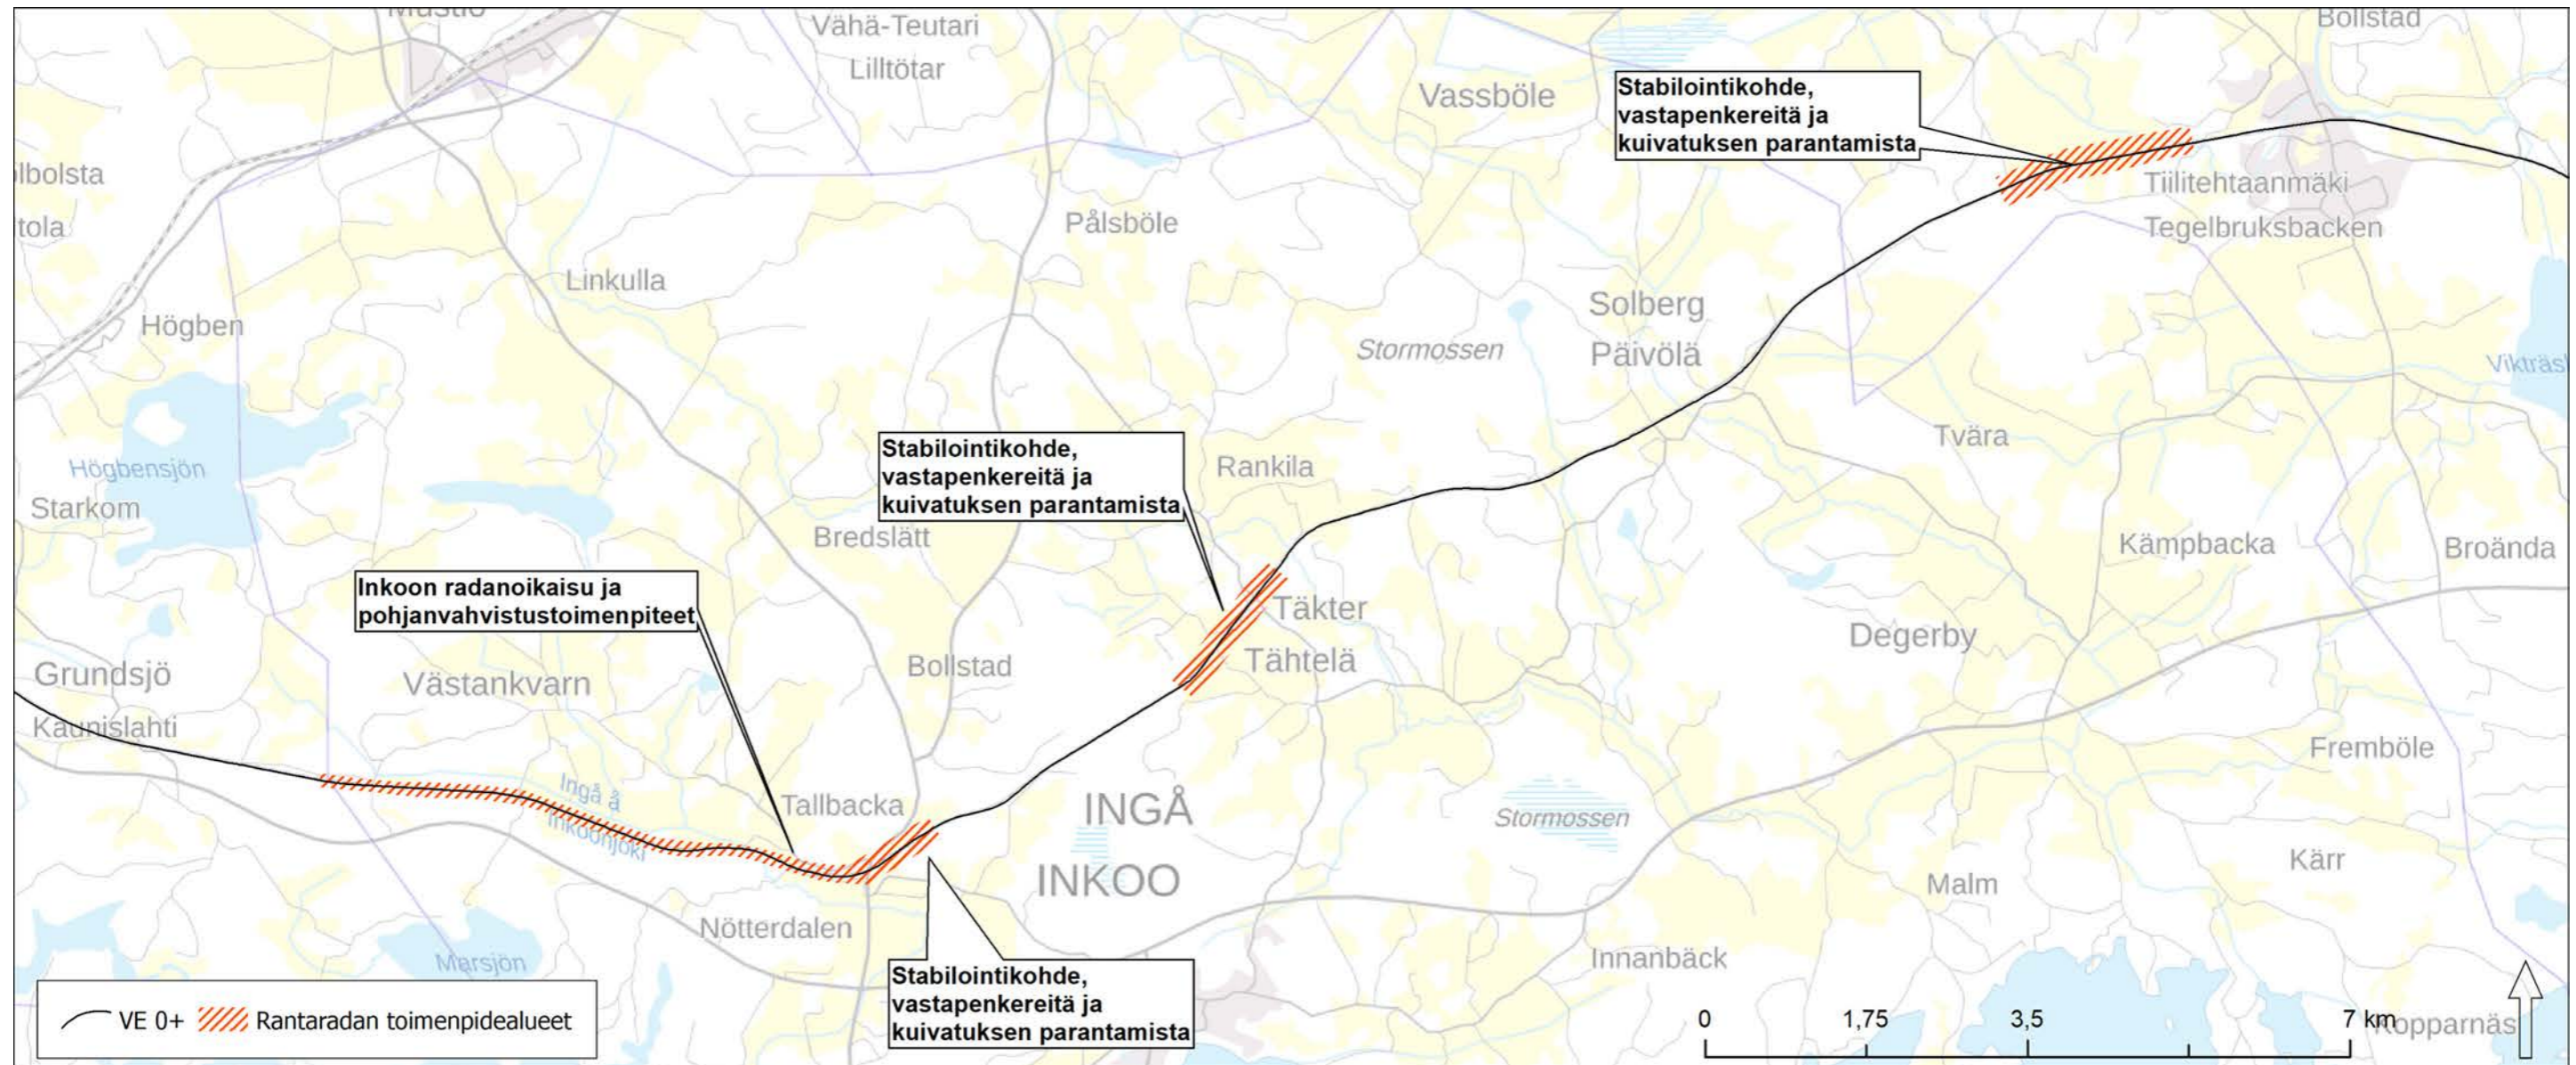 Mustio
Vähä-Teutari
Lilltötar
Bollstad
Vassböle
Stabilointikohde,
vastapenkereitä ja
kuivatuksen parantamista
lbolsta
tola
Tiilitehtaanmäki
Tegelbruksbacken
Pålsböle
Linkulla
Högben
Solberg
Päivölä
Stormossen
Vikträs
Tvära
Högbensjön
Starkom
Stabilointikohde,
vastapenkereitä ja
kuivatuksen parantamista
Rankila
Bredslätt
Kämpbacka
Broända
Inkoon radanoikaisu ja
pohjanvahvistustoimenpiteet
Täkter
Tähtelä
Degerby
Grundsjö
Kaunislahti
Västankvarn
Bollstad
Fremböle
Ingå å
Inkoonjoki
Tallbacka
INGÅ
INKOO
Stormossen
Kärr
Malm
Nötterdalen
Innanbäck
Marsjön
Stabilointikohde,
vastapenkereitä ja
kuivatuksen parantamista
VE 0+ Rantaradan toimenpidealueet
0 1,75 3,5 7 km
Kopparnäs